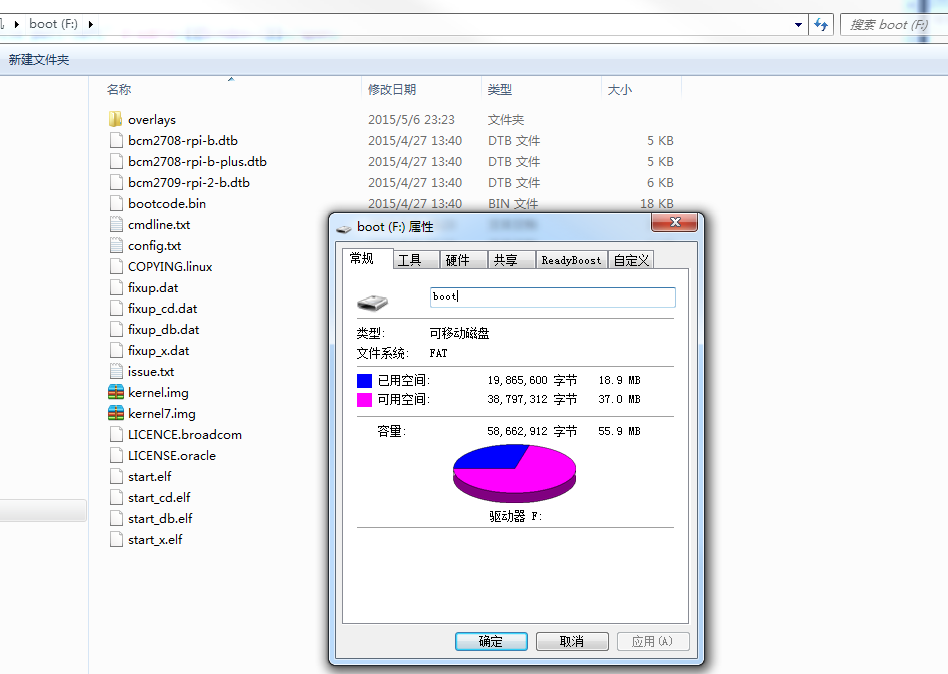 boot (F:)
搜索 boot (F:)
新建文件夹
名称 修改日期 类型 大小
overlays 2015/5/6 23:23 文件夹
bcm2708-rpi-b.dtb 2015/4/27 13:40 DTB 文件 5 KB
bcm2708-rpi-b-plus.dtb 2015/4/27 13:40 DTB 文件 5 KB
bcm2709-rpi-2-b.dtb 2015/4/27 13:40 DTB 文件 6 KB
bootcode.bin 2015/4/27 13:40 BIN 文件 18 KB
cmdline.txt
config.txt
COPYING.linux
fixup.dat
fixup_cd.dat
fixup_db.dat
fixup_x.dat
issue.txt
kernel.img
kernel7.img
LICENCE.broadcom
LICENSE.oracle
start.elf
start_cd.elf
start_db.elf
start_x.elf
boot (F:) 属性
常规 工具 硬件 共享 ReadyBoost 自定义
boot
类型: 可移动磁盘
文件系统: FAT
已用空间: 19,865,600 字节 18.9 MB
可用空间: 38,797,312 字节 37.0 MB
容量: 58,662,912 字节 55.9 MB
驱动器 F:
确定 取消 应用(A)